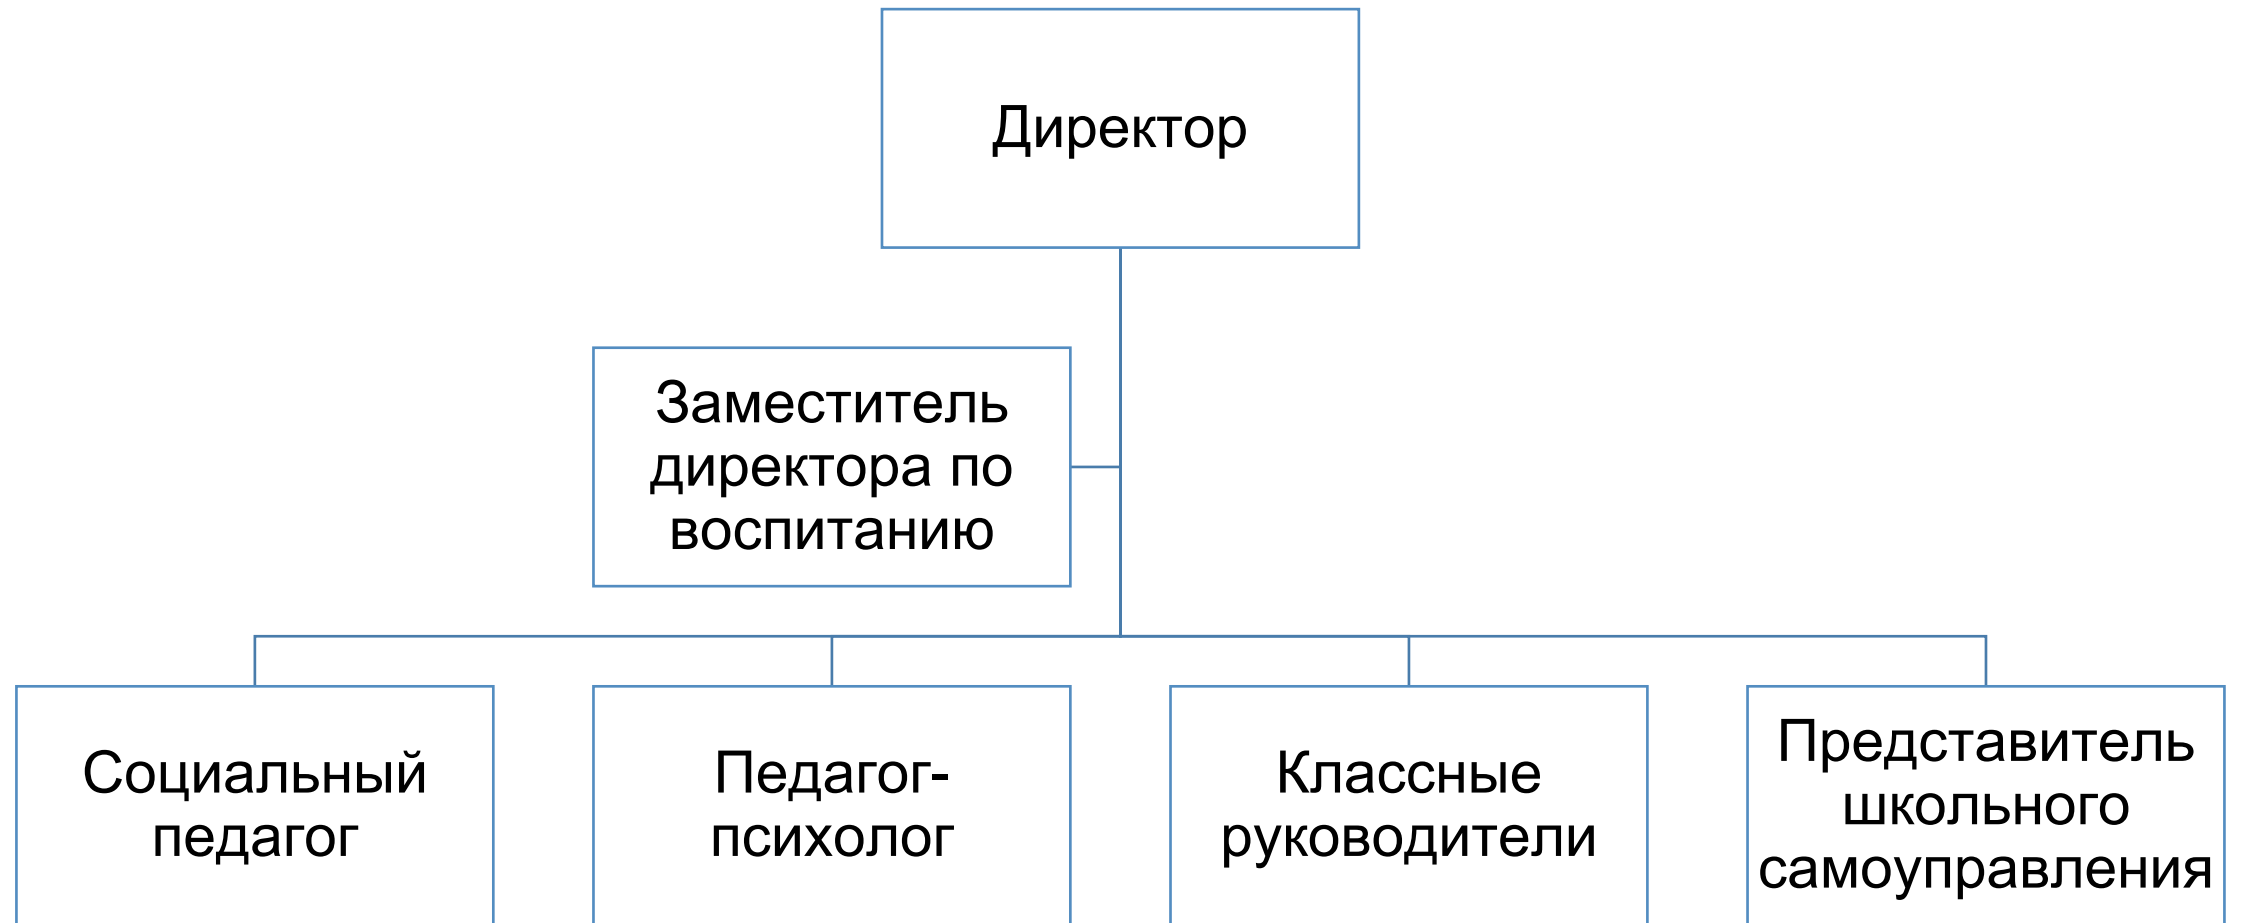 Директор
Заместитель
директора по
воспитанию
Социальный
педагог
Педагог-
психолог
Классные
руководители
Представитель
школьного
самоуправления